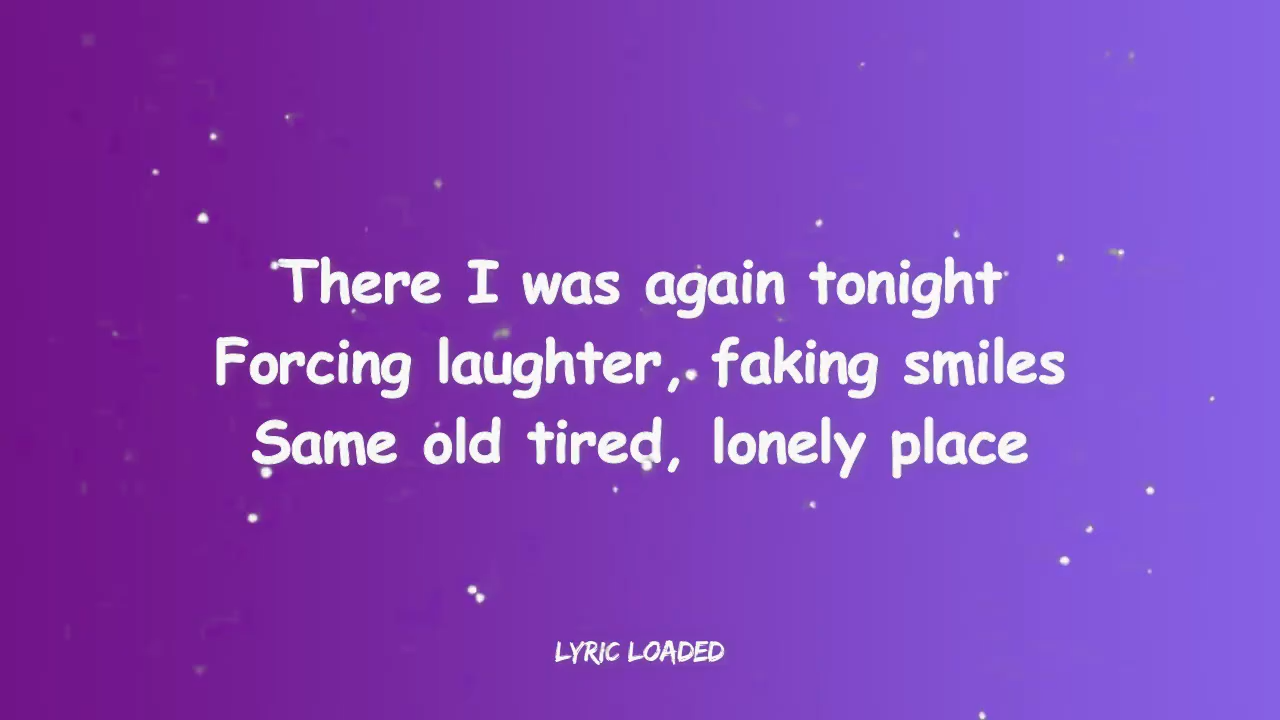 There I was again tonight
Forcing laughter, faking smiles
Same old tired, lonely place
LYRIC LOADED